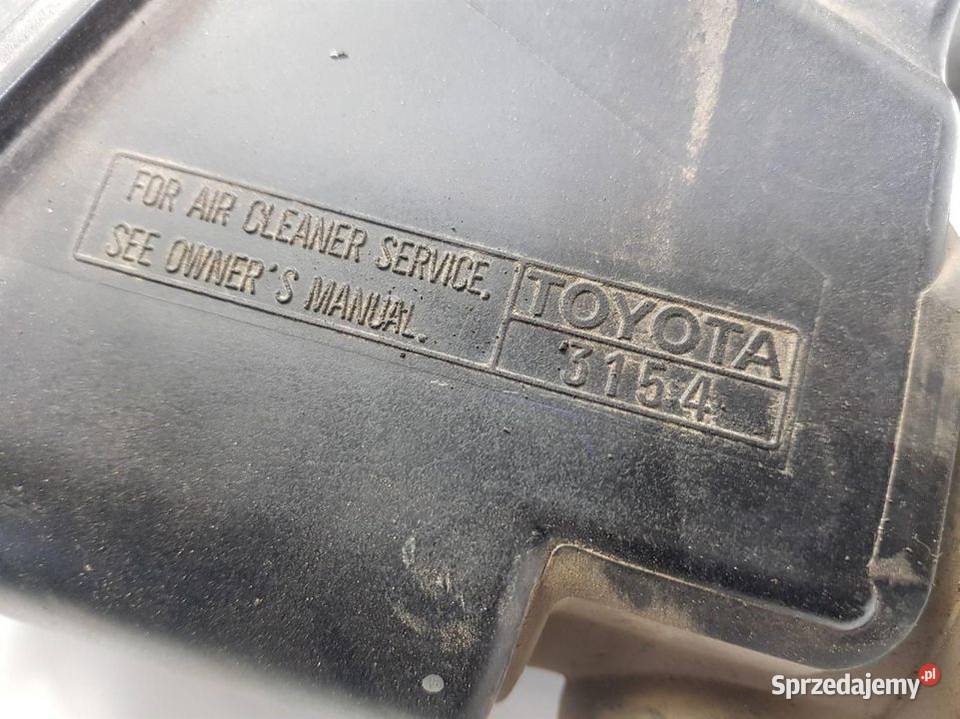 FOR AIR CLEANER SERVICE,
SEE OWNER'S MANUAL.
TOYOTA
3154
Sprzedajemy.pl